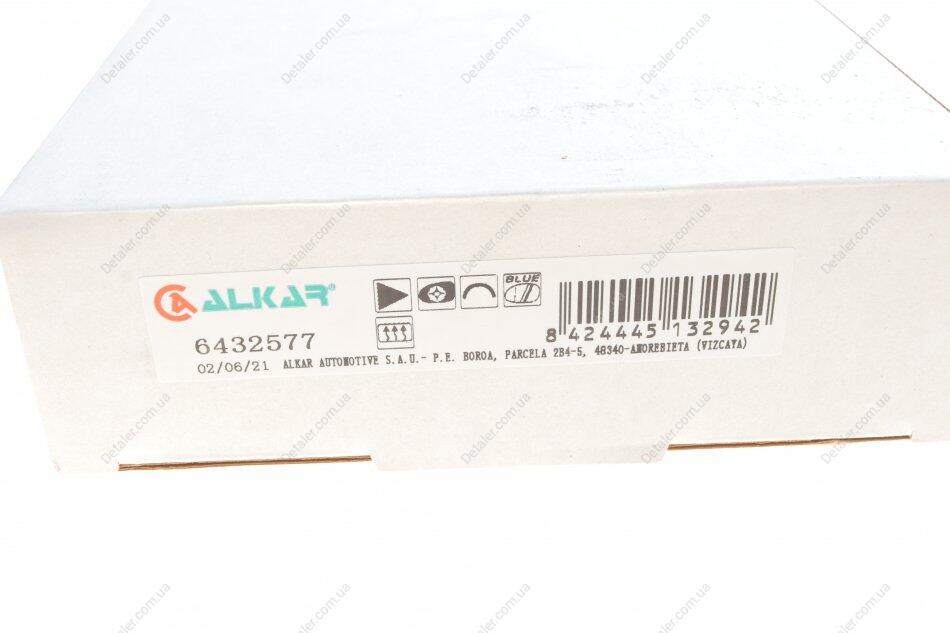 ALKAR®
BLUE
6432577
8 424445 132942
02/06/21 ALKAR AUTOMOTIVE S.A.U.- P.E. BOROA, PARCELA 2B4-5, 48340-AMOREBIETA (VIZCAYA)
Detaler.com.ua